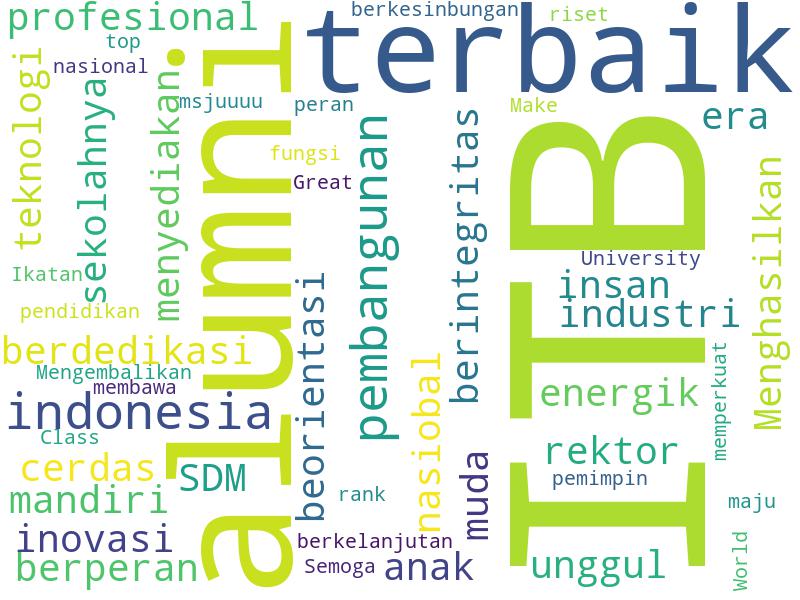 profesional
berkesinbungan
riset
terbaik
top
nasional
teknologi
sekolahnya
menyediakan
msjuuuu
alumni
peran
Make
era
fungsi
Great
pembangunan
berintegritas
ITB
Menghasilkan
Ikatan
University
insan
industri
pendidikan
beorientasi
berdedikasi
Mengembalikan
membawa
nasiobal
energik
memperkuat
indonesia
Class
rektor
cerdas
SDM
muda
pemimpin
mandiri
rank
maju
inovasi
berkelanjutan
World
berperan
Semoga
anak
unggul